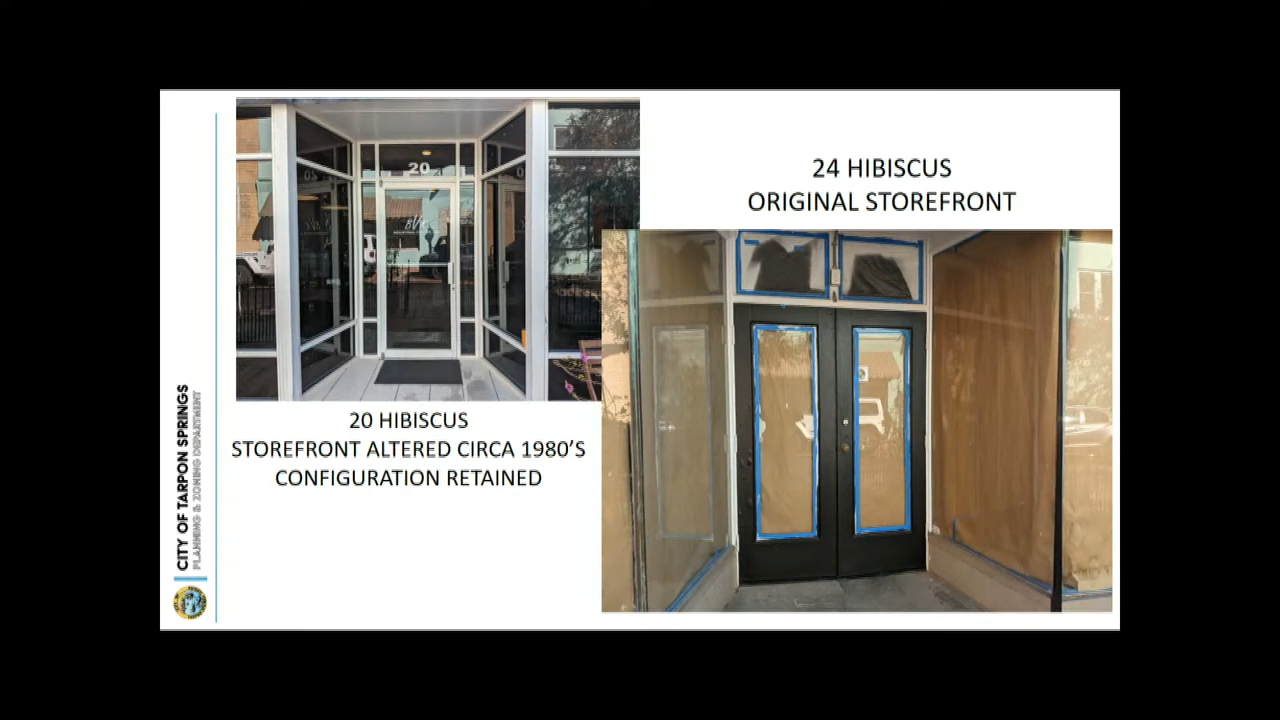 CITY OF TARPON SPRINGS
PLANNING & ZONING DEPARTMENT
20
BVR
20 HIBISCUS
STOREFRONT ALTERED CIRCA 1980’S
CONFIGURATION RETAINED
24 HIBISCUS
ORIGINAL STOREFRONT